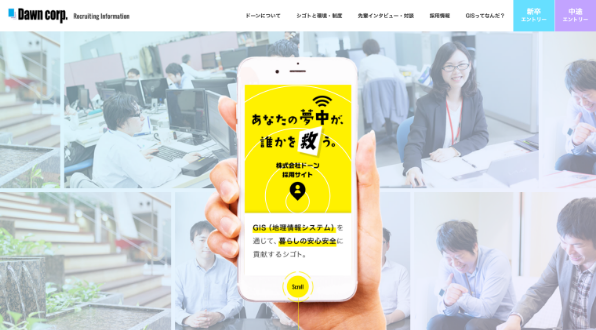 Dawn corp. Recruiting Information
ドーンについて
シゴトと環境・制度
先輩インタビュー・対談
採用情報
GISってなんだ？
新卒
エントリー
中途
エントリー
あなたの夢中が、
誰かを救う。
株式会社ドーン
採用サイト
GIS（地理情報システム）を
通じて、暮らしの安心安全に
貢献するシゴト。
Scroll